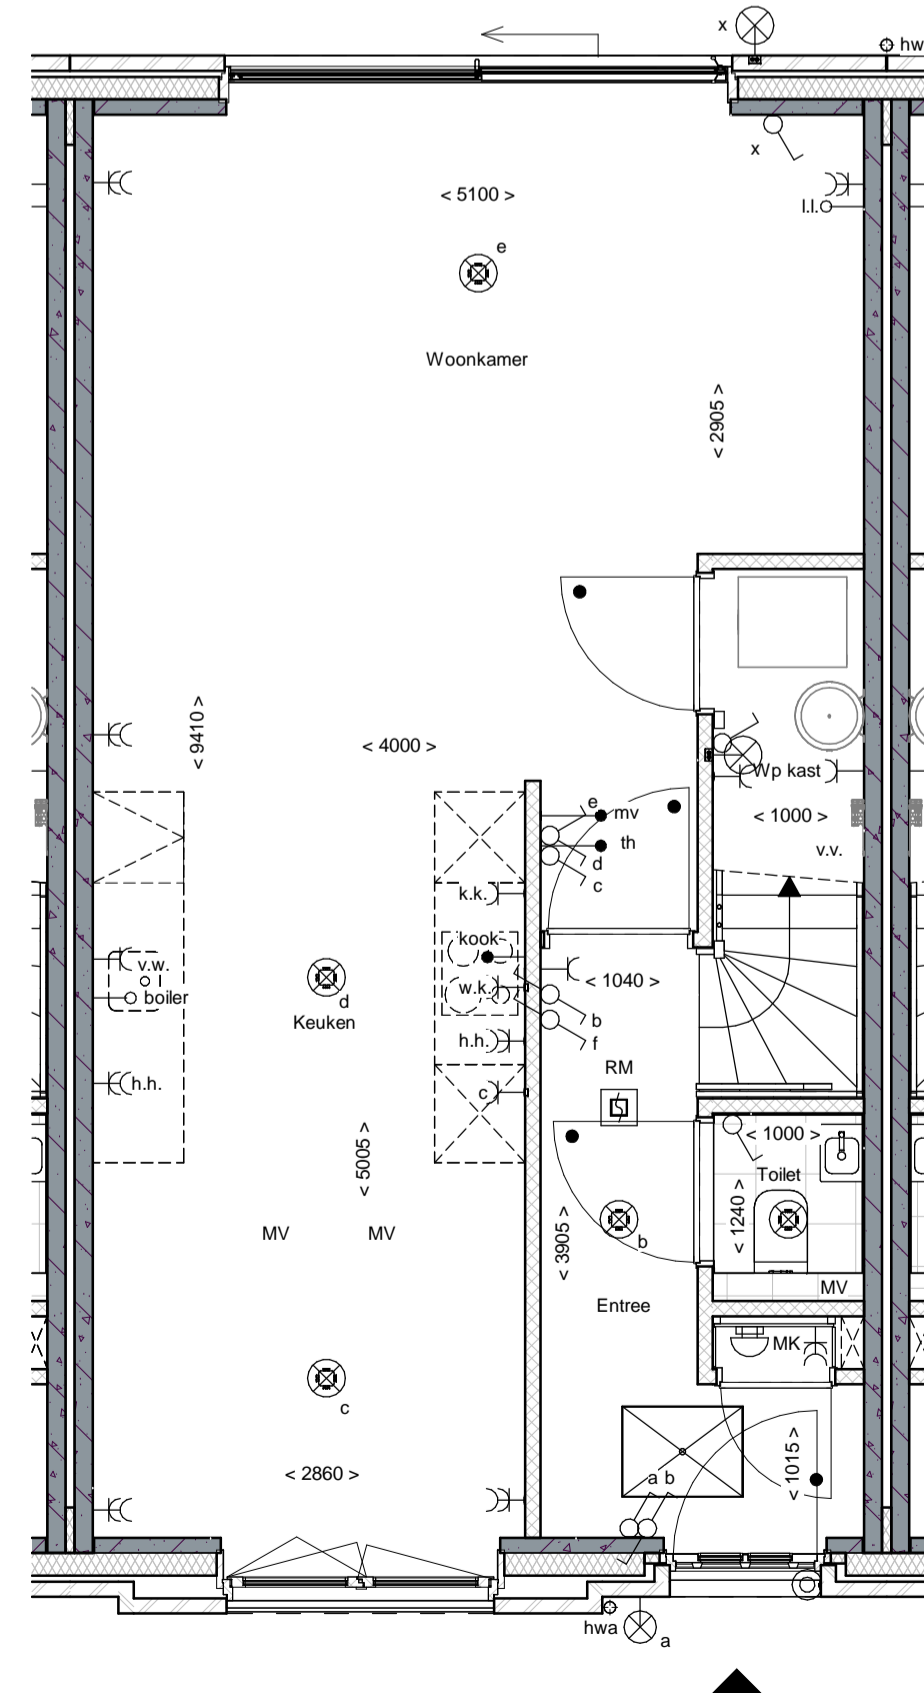 x
hw
x
< 5100 >
l.l.
e
Woonkamer
< 2905 >
< 9410 >
< 4000 >
Wp kast
e
mv
< 1000 >
th
v.v.
d
c
k.k.
kook
v.w.
w.k.
< 1040 >
boiler
d
b
Keuken
h.h.
f
RM
h.h.
c
< 1000 >
< 5005 >
Toilet
< 1240 >
< 3905 >
MV
MV
b
MV
Entree
MK
c
< 1015 >
< 2860 >
a b
hwa
a